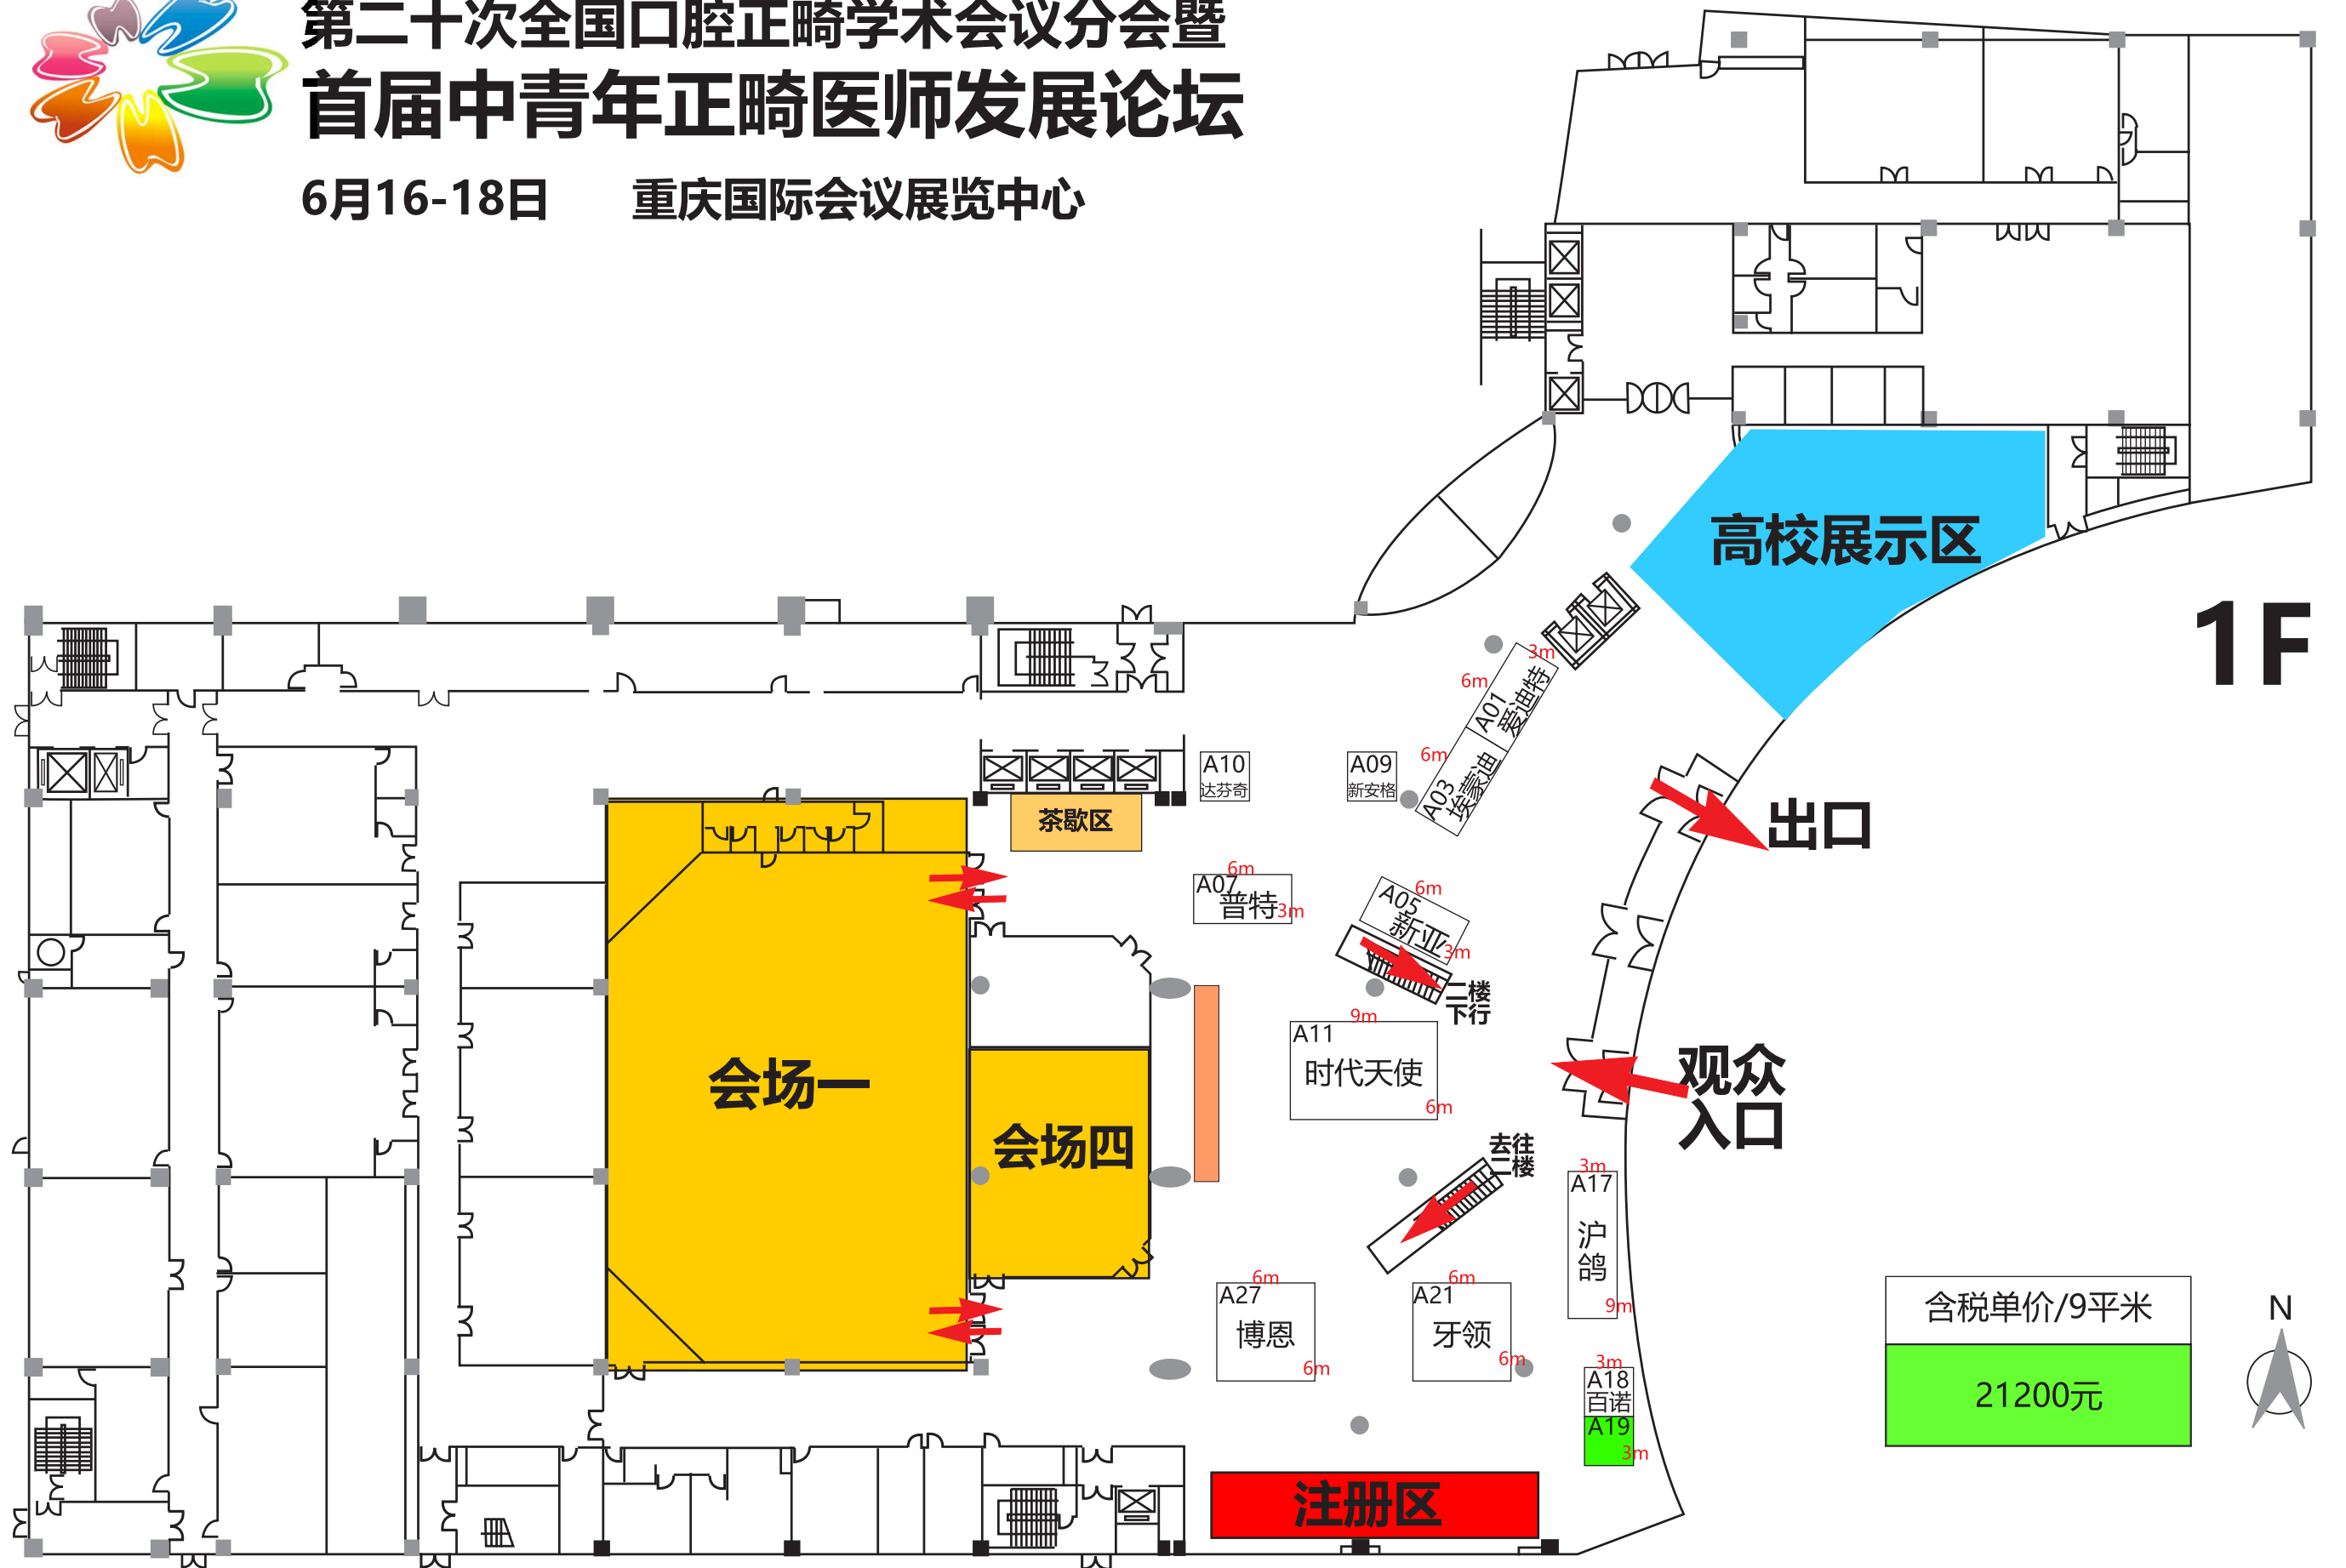 第二十次全国口腔正畸学术会议分会暨
首届中青年正畸医师发展论坛
6月16-18日 重庆国际会议展览中心
高校展示区
1F
3m
6m
A01
爱迪特
6m
A03
埃蒙迪
A10
达芬奇
A09
新安格
茶歇区
出口
6m
A07
普特
3m
6m
A05
新亚
3m
二楼
下行
9m
A11
时代天使
6m
观众
入口
会场一
会场四
去往
二楼
3m
A17
沪
鸽
9m
6m
A27
博恩
6m
6m
A21
牙领
6m
3m
A18
百诺
A19
3m
含税单价/9平米
21200元
N
注册区